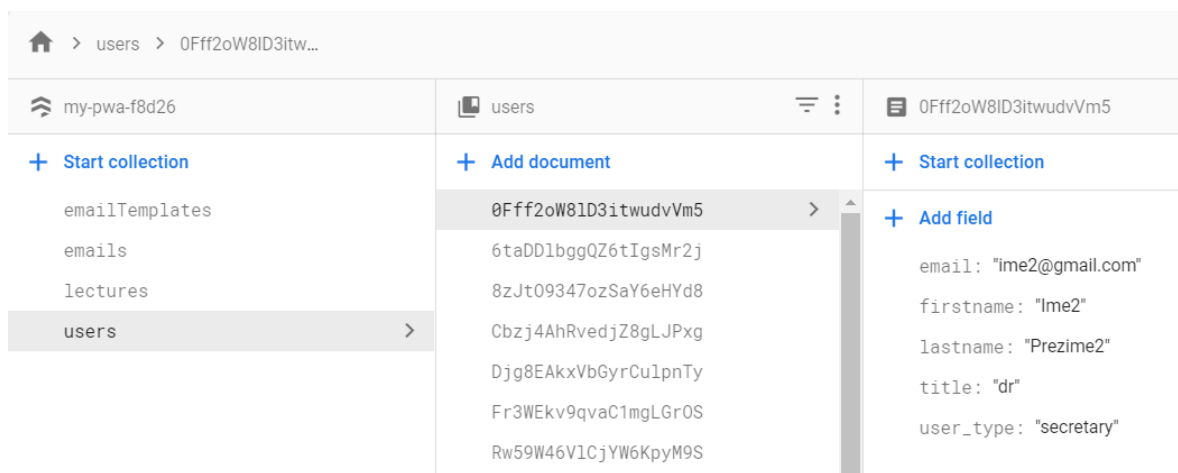 users 0Fff2oW8lD3itw…
my-pwa-f8d26
Start collection
emailTemplates
emails
lectures
users
users
Add document
0Fff2oW8lD3itwudvVm5
6taDDlbggQZ6tIgsMr2j
8zJtO9347ozSaY6eHYd8
Cbzj4AhRvedjZ8gLJPxg
Djg8EAkxVbGyrCulpnTy
Fr3WEkv9qvaC1mgLGrOS
Rw59W46VlCjYW6KpyM9S
0Fff2oW8lD3itwudvVm5
Start collection
Add field
email: "ime2@gmail.com"
firstname: "Ime2"
lastname: "Prezime2"
title: "dr"
user_type: "secretary"